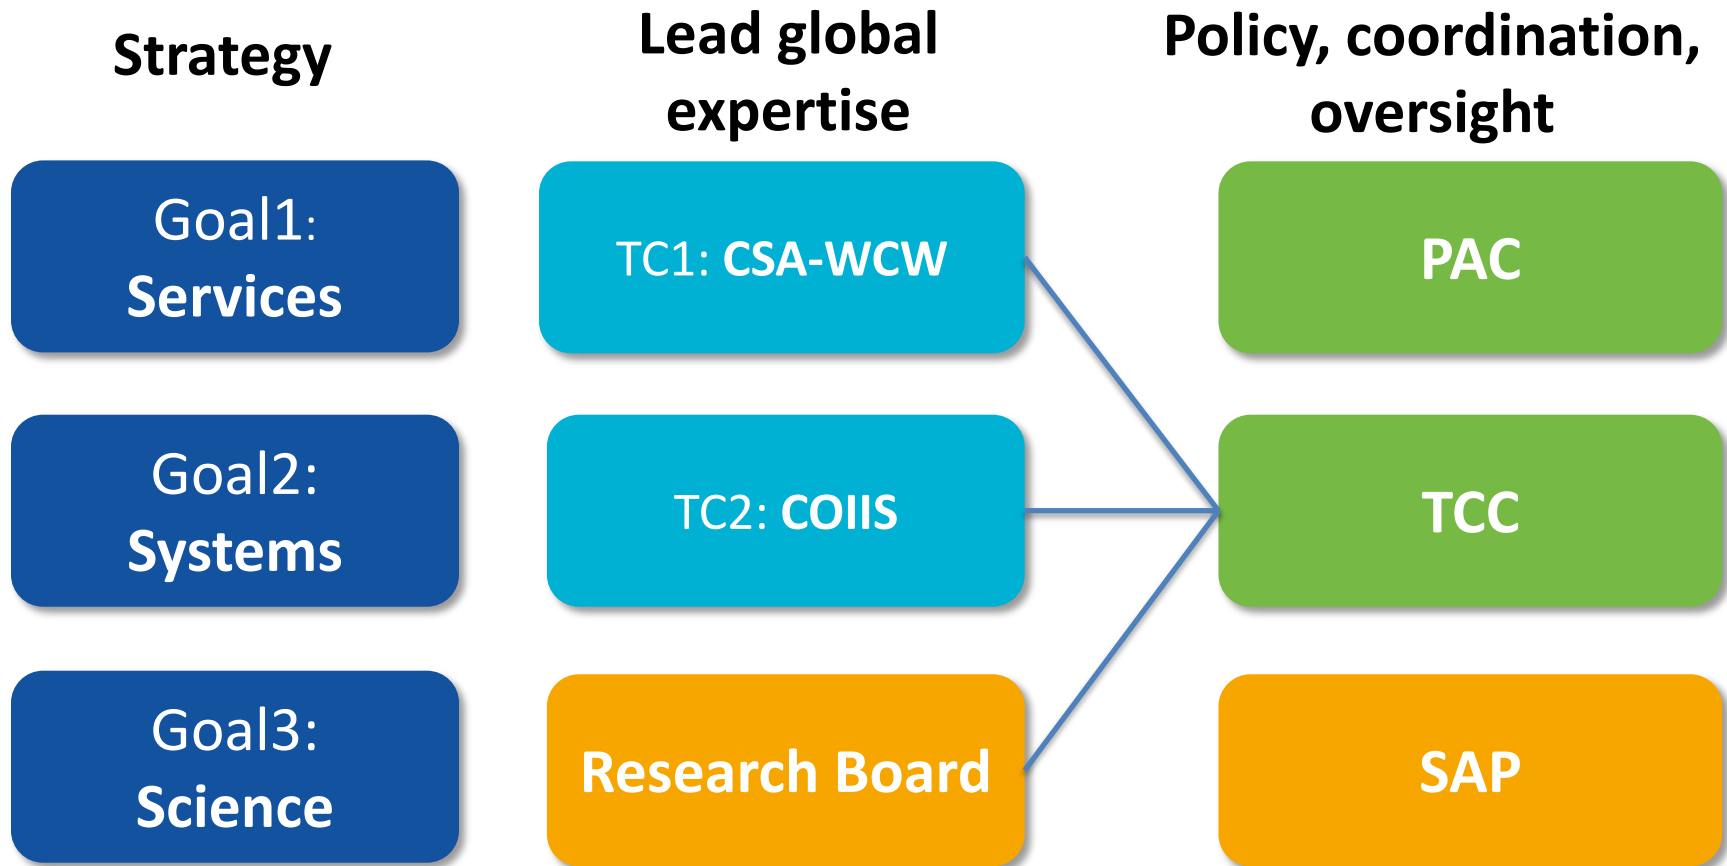 Strategy
Lead global
expertise
Policy, coordination,
oversight
Goal1:
Services
TC1: CSA-WCW
PAC
Goal2:
Systems
TC2: COIIS
TCC
Goal3:
Science
Research Board
SAP